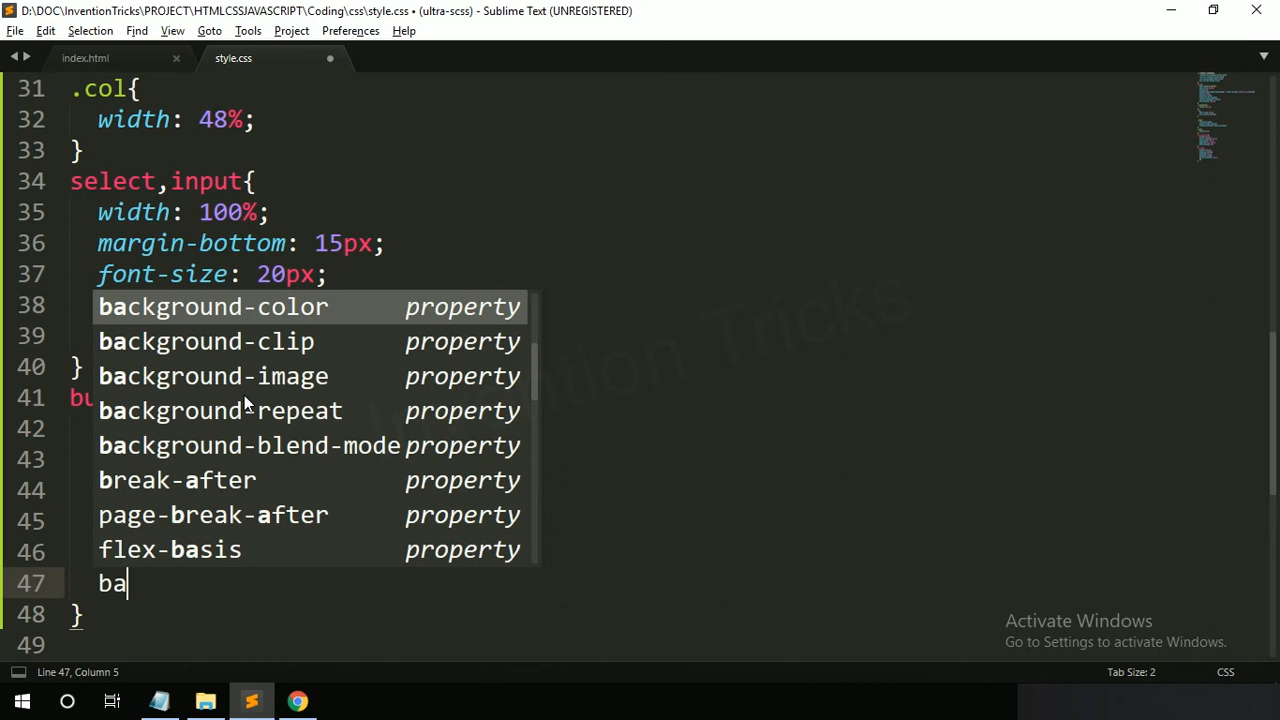 D:\DOC\InventionTricks\PROJECT\HTMLCSSJAVASCRIPT\Coding\css\style.css • (ultra-scss) - Sublime Text (UNREGISTERED)
File Edit Selection Find View Goto Tools Project Preferences Help
index.html style.css
31 .col{
32 width: 48%;
33 }
34 select,input{
35 width: 100%;
36 margin-bottom: 15px;
37 font-size: 20px;
38 background-color property
39 background-clip property
40 } background-image property
41 bu background-repeat property
42 background-blend-mode property
43 break-after property
44 page-break-after property
45 flex-basis property
46
47 ba
48 }
49
Invention Tricks
Activate Windows
Go to Settings to activate Windows.
Line 47, Column 5 Tab Size: 2 CSS